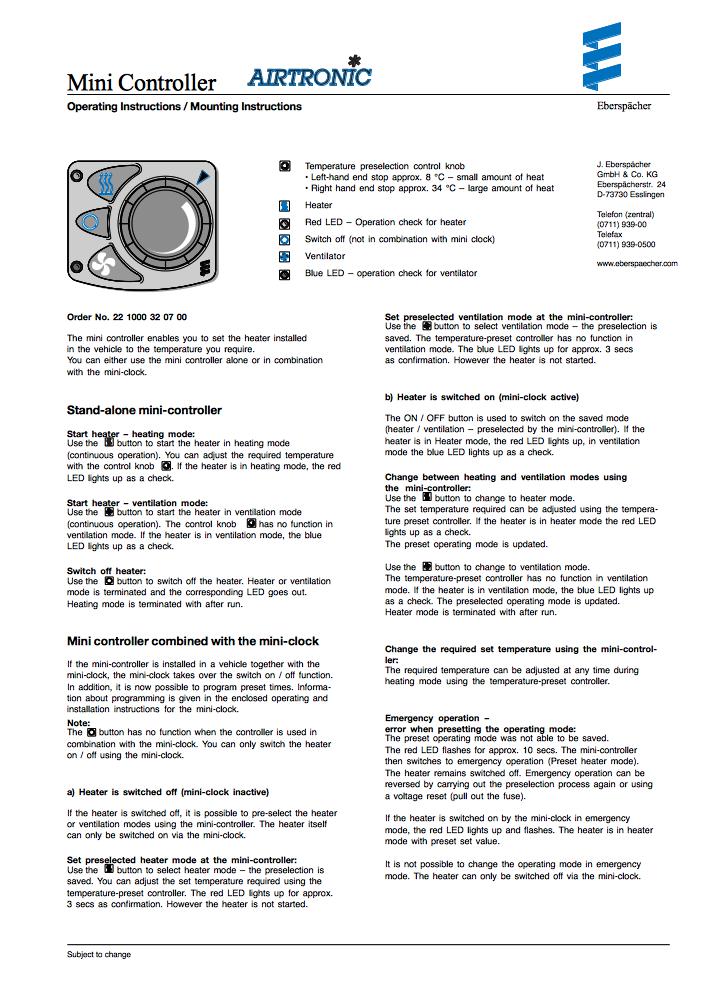 Mini Controller
AIRTRONIC
Operating Instructions / Mounting Instructions
Eberspächer
Temperature preselection control knob
• Left-hand end stop approx. 8 °C – small amount of heat
• Right hand end stop approx. 34 °C – large amount of heat
Heater
Red LED – Operation check for heater
Switch off (not in combination with mini clock)
Ventilator
Blue LED – operation check for ventilator
J. Eberspächer
GmbH & Co. KG
Eberspächerstr. 24
D-73730 Esslingen
Telefon (zentral)
(0711) 939-00
Telefax
(0711) 939-0500
www.eberspaecher.com
Order No. 22 1000 32 07 00
The mini controller enables you to set the heater installed
in the vehicle to the temperature you require.
You can either use the mini controller alone or in combination
with the mini-clock.
Stand-alone mini-controller
Start heater – heating mode:
Use the button to start the heater in heating mode
(continuous operation). You can adjust the required temperature
with the control knob . If the heater is in heating mode, the red
LED lights up as a check.
Start heater – ventilation mode:
Use the button to start the heater in ventilation mode
(continuous operation). The control knob has no function in
ventilation mode. If the heater is in ventilation mode, the blue
LED lights up as a check.
Switch off heater:
Use the button to switch off the heater. Heater or ventilation
mode is terminated and the corresponding LED goes out.
Heating mode is terminated with after run.
Mini controller combined with the mini-clock
If the mini-controller is installed in a vehicle together with the
mini-clock, the mini-clock takes over the switch on / off function.
In addition, it is now possible to program preset times. Informa-
tion about programming is given in the enclosed operating and
installation instructions for the mini-clock.
Note:
The button has no function when the controller is used in
combination with the mini-clock. You can only switch the heater
on / off using the mini-clock.
a) Heater is switched off (mini-clock inactive)
If the heater is switched off, it is possible to pre-select the heater
or ventilation modes using the mini-controller. The heater itself
can only be switched on via the mini-clock.
Set preselected heater mode at the mini-controller:
Use the button to select heater mode – the preselection is
saved. You can adjust the set temperature required using the
temperature-preset controller. The red LED lights up for approx.
3 secs as confirmation. However the heater is not started.
Set preselected ventilation mode at the mini-controller:
Use the button to select ventilation mode – the preselection is
saved. The temperature-preset controller has no function in
ventilation mode. The blue LED lights up for approx. 3 secs
as confirmation. However the heater is not started.
b) Heater is switched on (mini-clock active)
The ON / OFF button is used to switch on the saved mode
(heater / ventilation – preselected by the mini-controller). If the
heater is in Heater mode, the red LED lights up, in ventilation
mode the blue LED lights up as a check.
Change between heating and ventilation modes using
the mini-controller:
Use the button to change to heater mode.
The set temperature required can be adjusted using the tempera-
ture preset controller. If the heater is in heater mode the red LED
lights up as a check.
The preset operating mode is updated.
Use the button to change to ventilation mode.
The temperature-preset controller has no function in ventilation
mode. If the heater is in ventilation mode, the blue LED lights up
as a check. The preselected operating mode is updated.
Heater mode is terminated with after run.
Change the required set temperature using the mini-control-
ler:
The required temperature can be adjusted at any time during
heating mode using the temperature-preset controller.
Emergency operation –
error when presetting the operating mode:
The preset operating mode was not able to be saved.
The red LED flashes for approx. 10 secs. The mini-controller
then switches to emergency operation (Preset heater mode).
The heater remains switched off. Emergency operation can be
reversed by carrying out the preselection process again or using
a voltage reset (pull out the fuse).
If the heater is switched on by the mini-clock in emergency
mode, the red LED lights up and flashes. The heater is in heater
mode with preset set value.
It is not possible to change the operating mode in emergency
mode. The heater can only be switched off via the mini-clock.
Subject to change